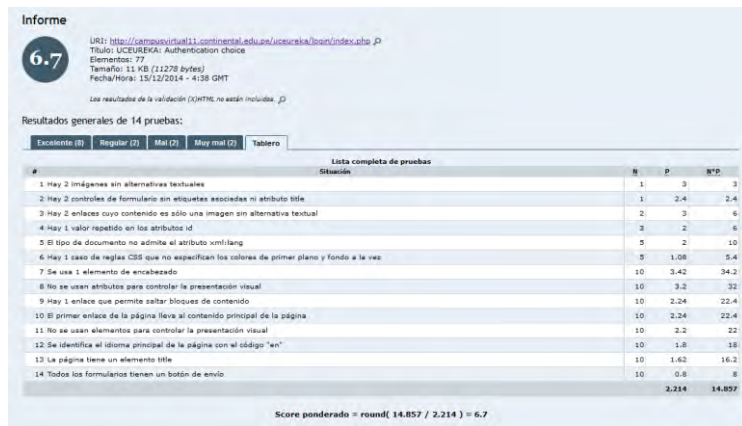 Informe
6.7
URI: http://campusvirtual11.continental.edu.pe/uceureka/login/index.php
Titulo: UCEUREKA: Authentication choice
Elementos: 77
Tamaño: 11 KB (11278 bytes)
Fecha/Hora: 15/12/2014 - 4:38 GMT
Los resultados de la validación (X)HTML no están incluidos.
Resultados generales de 14 pruebas:
Excelente (8) Regular (2) Mal (2) Muy mal (2) Tablero
Lista completa de pruebas
# Situación N P N*P
1 Hay 2 imágenes sin alternativas textuales 1 3 3
2 Hay 2 controles de formulario sin etiquetas asociadas ni atributo title 1 2.4 2.4
3 Hay 2 enlaces cuyo contenido es sólo una imagen sin alternativa textual 2 3 6
4 Hay 1 valor repetido en los atributos id 3 2 6
5 El tipo de documento no admite el atributo xml:lang 5 2 10
6 Hay 1 caso de reglas CSS que no especifican los colores de primer plano y fondo a la vez 5 1.08 5.4
7 Se usa 1 elemento de encabezado 10 3.42 34.2
8 No se usan atributos para controlar la presentación visual 10 3.2 32
9 Hay 1 enlace que permite saltar bloques de contenido 10 2.24 22.4
10 El primer enlace de la página lleva al contenido principal de la página 10 2.24 22.4
11 No se usan elementos para controlar la presentación visual 10 2.2 22
12 Se identifica el idioma principal de la página con el código "en" 10 1.8 18
13 La página tiene un elemento title 10 1.62 16.2
14 Todos los formularios tienen un botón de envío 10 0.8 8
2.214 14.857
Score ponderado = round( 14.857 / 2.214 ) = 6.7